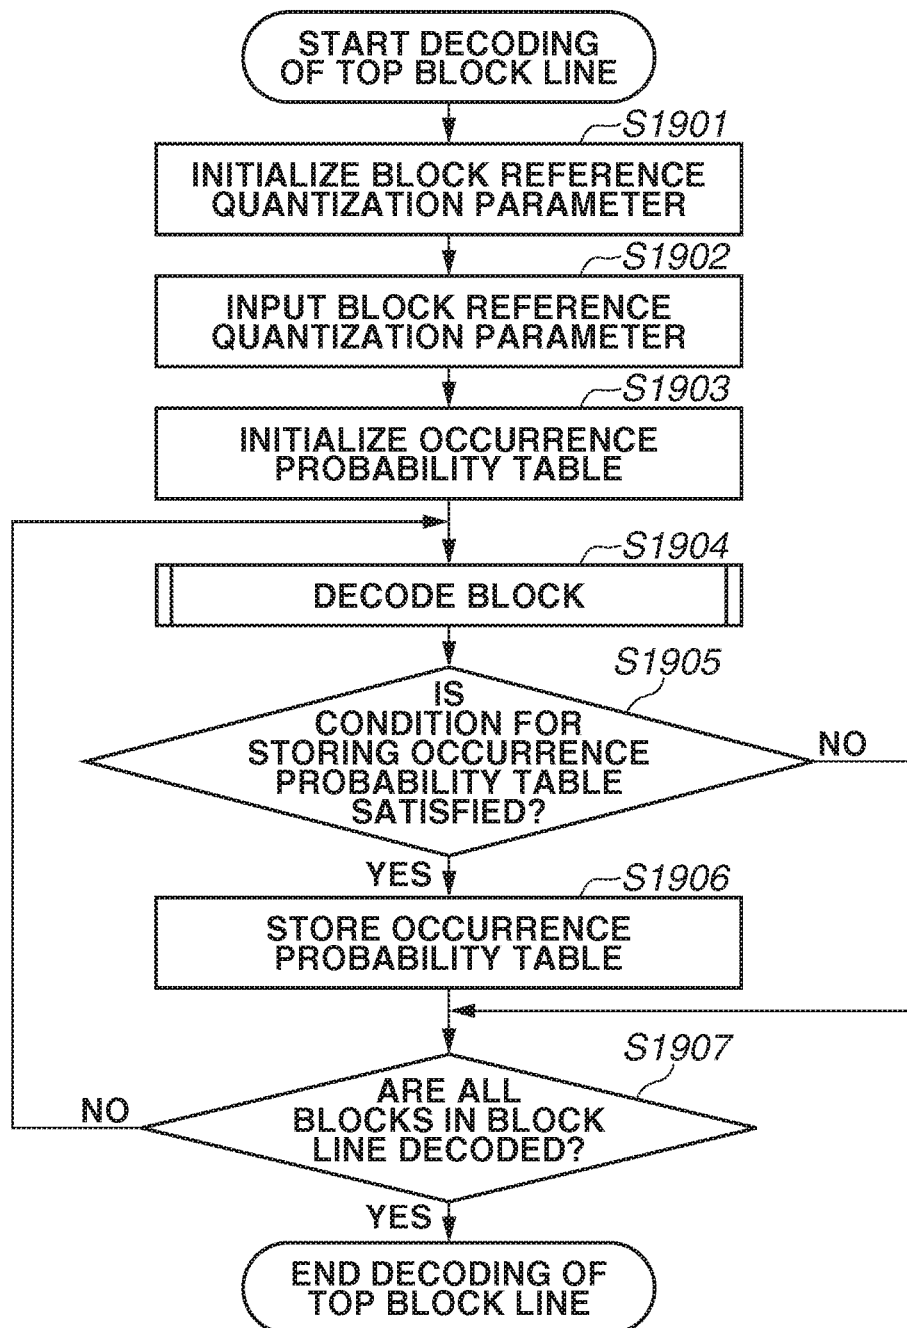 START DECODING
OF TOP BLOCK LINE
S1901
INITIALIZE BLOCK REFERENCE
QUANTIZATION PARAMETER
S1902
INPUT BLOCK REFERENCE
QUANTIZATION PARAMETER
S1903
INITIALIZE OCCURRENCE
PROBABILITY TABLE
S1904
DECODE BLOCK
S1905
IS
CONDITION FOR
STORING OCCURRENCE
PROBABILITY TABLE
SATISFIED?
NO
YES
S1906
STORE OCCURRENCE
PROBABILITY TABLE
S1907
ARE ALL
BLOCKS IN BLOCK
LINE DECODED?
NO
YES
END DECODING OF
TOP BLOCK LINE